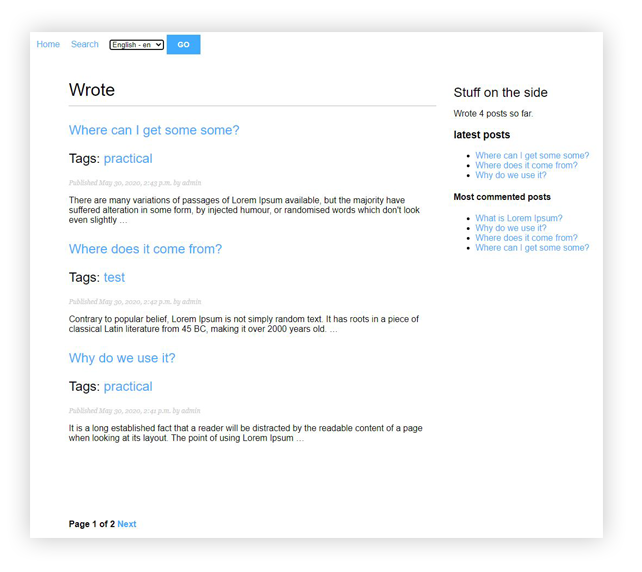 Home Search English - en GO
Wrote
Where can I get some some?
Tags: practical
Published May 30, 2020, 2:43 p.m. by admin
There are many variations of passages of Lorem Ipsum available, but the majority have
suffered alteration in some form, by injected humour, or randomised words which don't look
even slightly …
Where does it come from?
Tags: test
Published May 30, 2020, 2:42 p.m. by admin
Contrary to popular belief, Lorem Ipsum is not simply random text. It has roots in a piece of
classical Latin literature from 45 BC, making it over 2000 years old. …
Why do we use it?
Tags: practical
Published May 30, 2020, 2:41 p.m. by admin
It is a long established fact that a reader will be distracted by the readable content of a page
when looking at its layout. The point of using Lorem Ipsum …
Page 1 of 2 Next
Stuff on the side
Wrote 4 posts so far.
latest posts
Where can I get some some?
Where does it come from?
Why do we use it?
Most commented posts
What is Lorem Ipsum?
Why do we use it?
Where does it come from?
Where can I get some some?